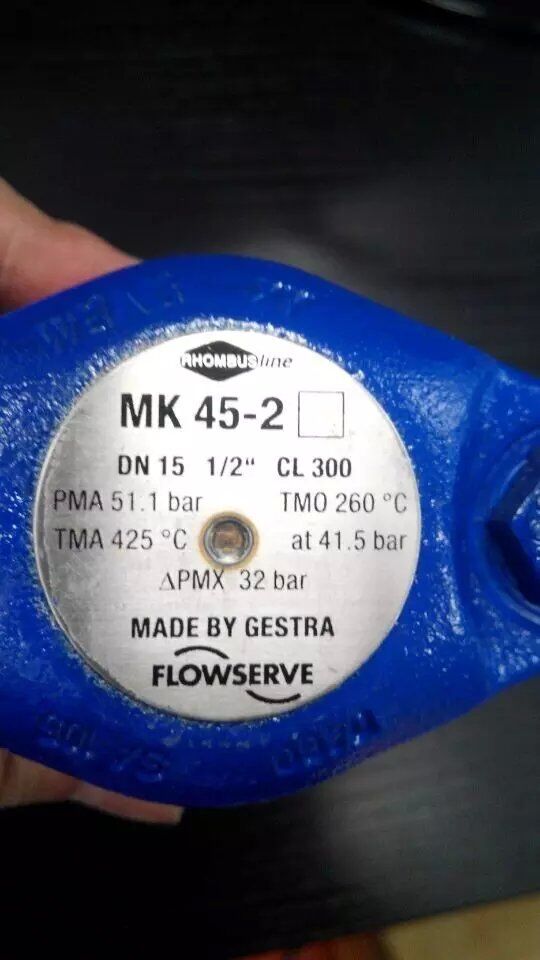 RHOMBUSline
MK 45-2
DN 15 1/2" CL 300
PMA 51.1 bar TMO 260 °C
TMA 425 °C at 41.5 bar
ΔPMX 32 bar
MADE BY GESTRA
FLOWSERVE